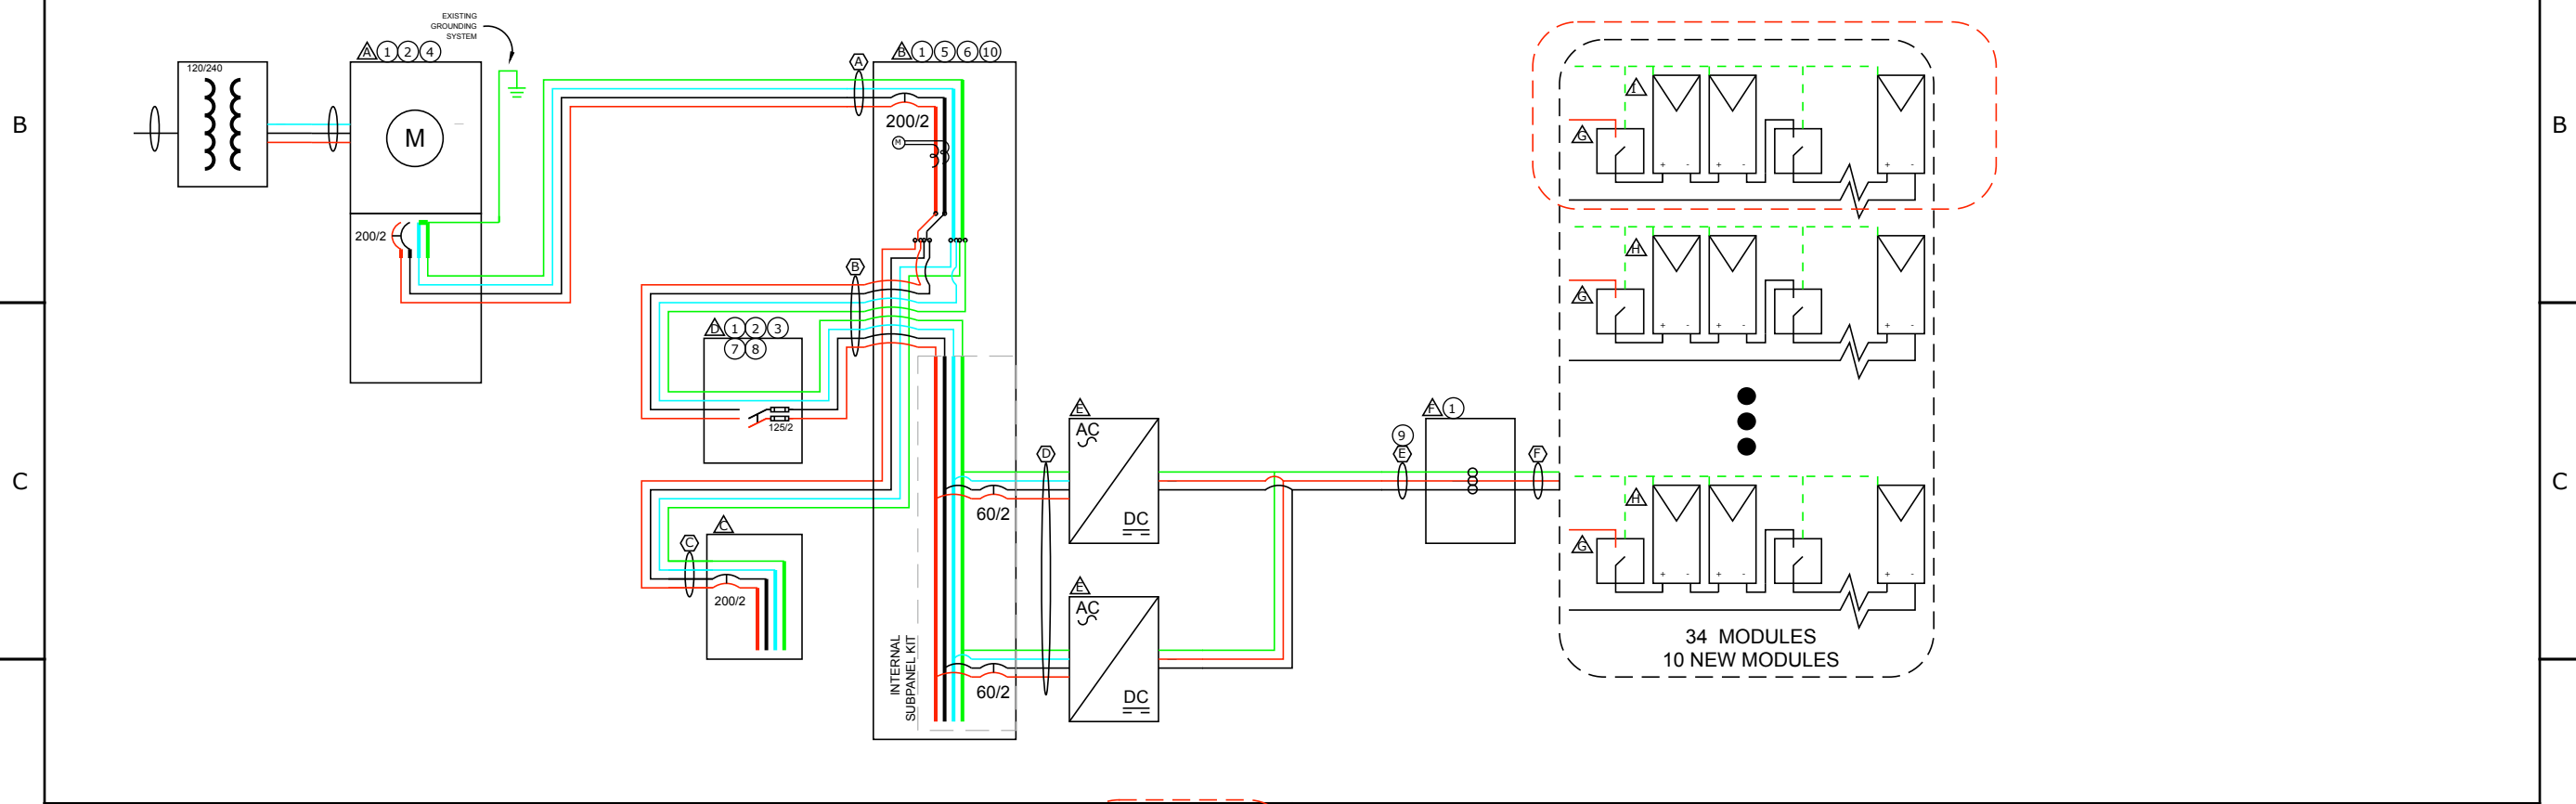 EXISTING
GROUNDING
SYSTEM
A 1 2 4
A
B 1 5 6 10
120/240
I
B
M
200/2
M
G
B
200/2
H
B
G
D 1 2 3
7 8
125/2
E
F 1
AC
9
D
E
F
C
H
C
60/2
DC
C
C
G
E
200/2
AC
34 MODULES
10 NEW MODULES
INTERNAL
SUBPANEL KIT
60/2
DC